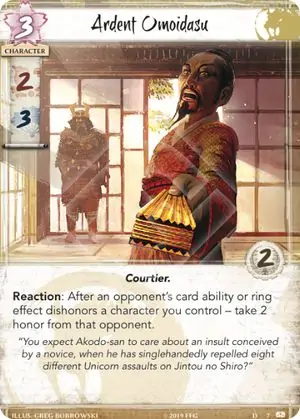 3
Ardent Omoidasu
CHARACTER
2
3
2
Courtier.
Reaction: After an opponent's card ability or ring
effect dishonors a character you control – take 2
honor from that opponent.
"You expect Akodo-san to care about an insult conceived
by a novice, when he has singlehandedly repelled eight
different Unicorn assaults on Jintou no Shiro?"
ILLUS. GREG BOBROWSKI
©2019 FFG
7